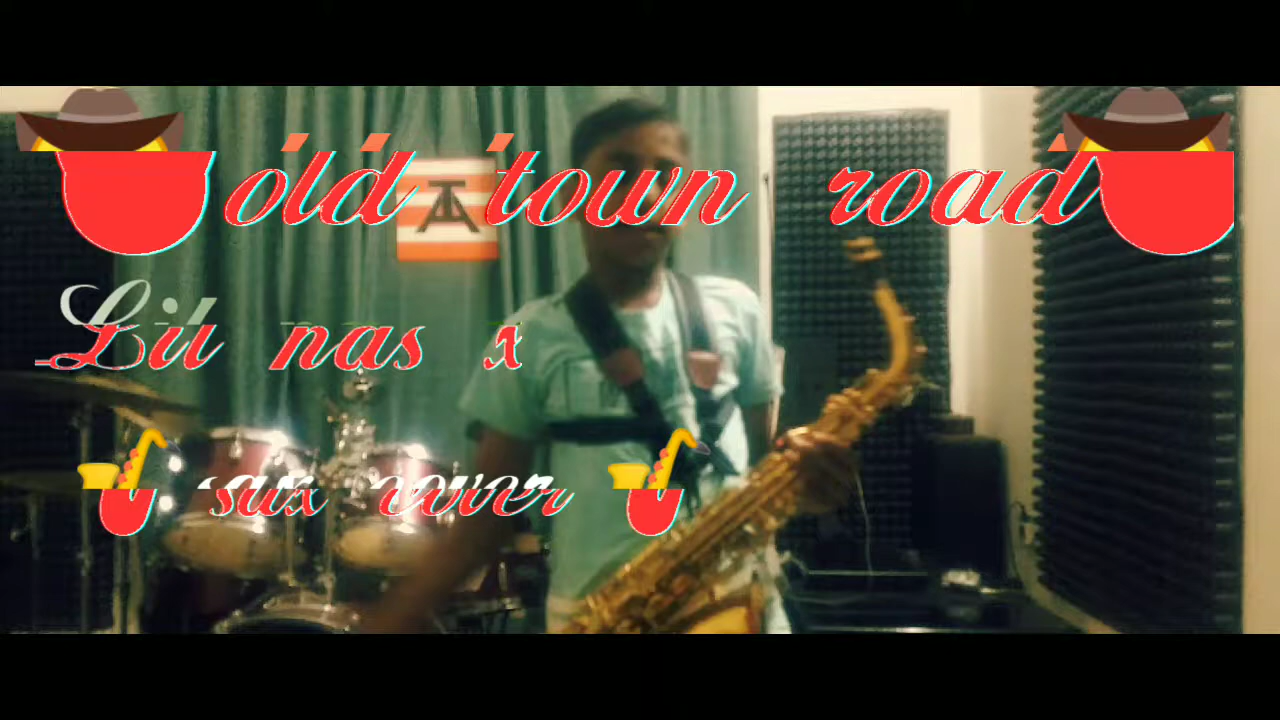 🤠old town road🤠
Lil nas x
🎷 sax cover 🎷